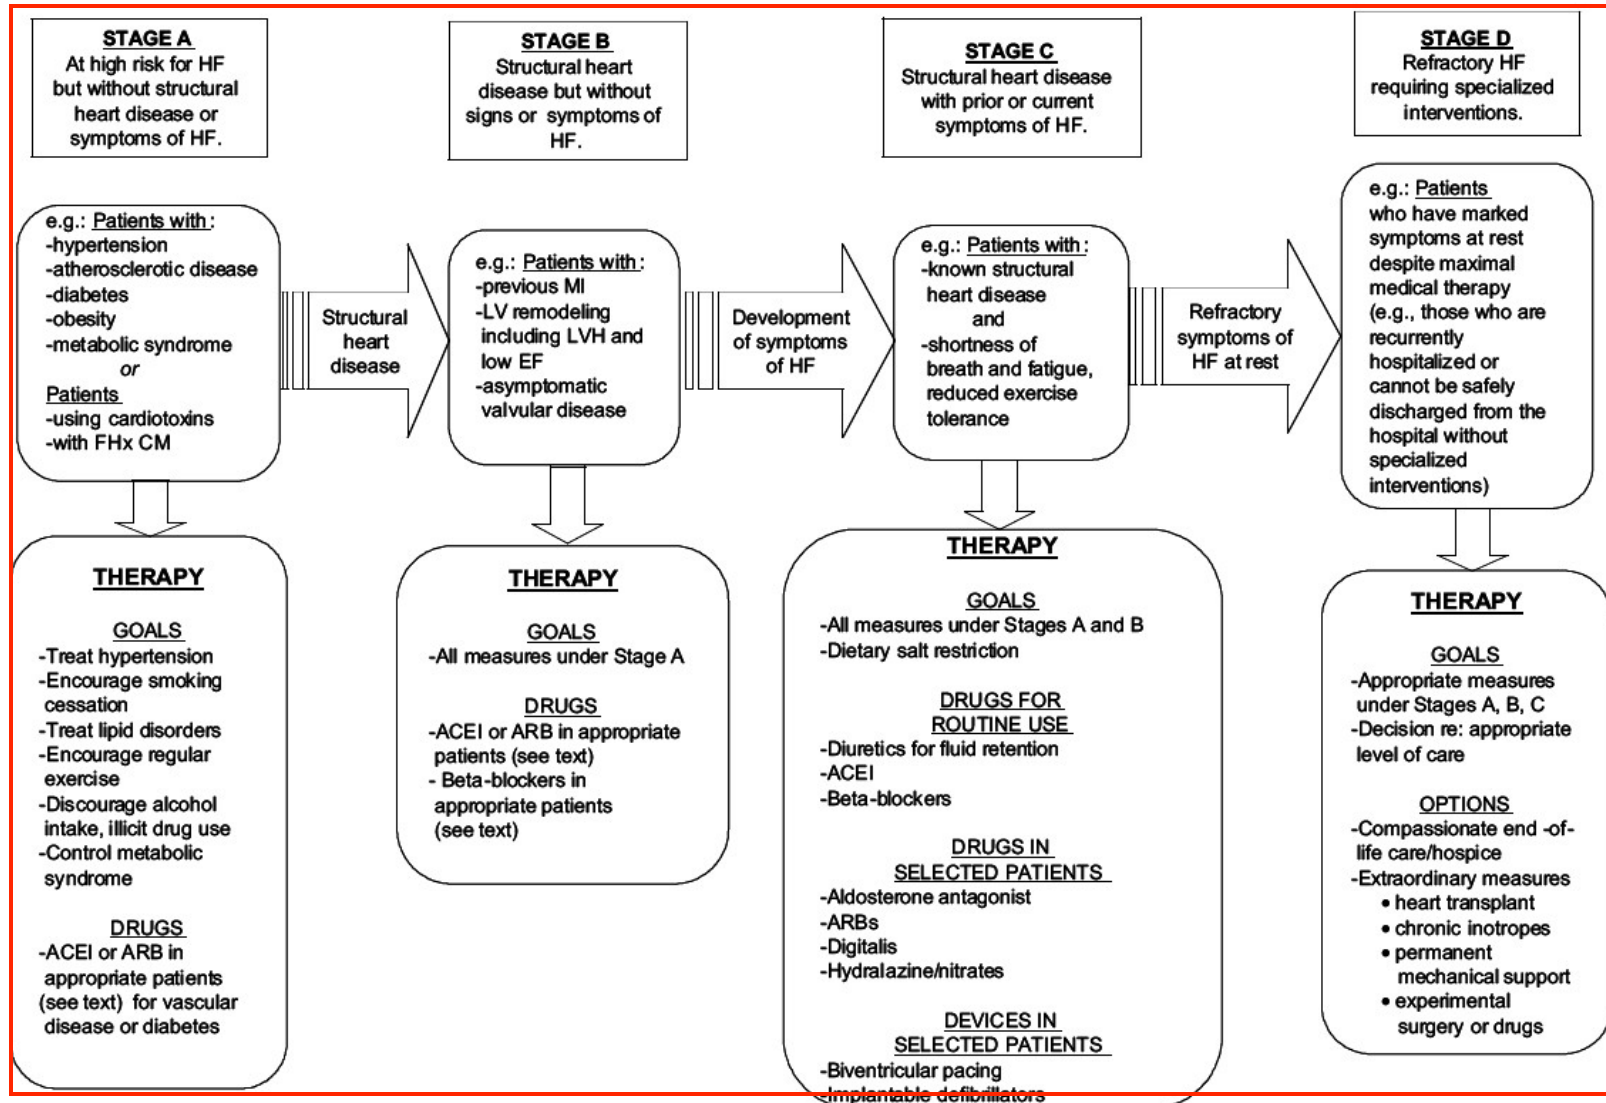 STAGE A
At high risk for HF
but without structural
heart disease or
symptoms of HF.
STAGE B
Structural heart
disease but without
signs or symptoms of
HF.
STAGE C
Structural heart disease
with prior or current
symptoms of HF.
STAGE D
Refractory HF
requiring specialized
interventions.
e.g.: Patients with:
-hypertension
-atherosclerotic disease
-diabetes
-obesity
-metabolic syndrome
or
Patients
-using cardiotoxins
-with FHx CM
Structural
heart
disease
e.g.: Patients with:
-previous MI
-LV remodeling
including LVH and
low EF
-asymptomatic
valvular disease
Development
of symptoms
of HF
e.g.: Patients with:
-known structural
heart disease
and
-shortness of
breath and fatigue,
reduced exercise
tolerance
Refractory
symptoms of
HF at rest
e.g.: Patients
who have marked
symptoms at rest
despite maximal
medical therapy
(e.g., those who are
recurrently
hospitalized or
cannot be safely
discharged from the
hospital without
specialized
interventions)
THERAPY
GOALS
-Treat hypertension
-Encourage smoking
cessation
-Treat lipid disorders
-Encourage regular
exercise
-Discourage alcohol
intake, illicit drug use
-Control metabolic
syndrome
DRUGS
-ACEI or ARB in
appropriate patients
(see text) for vascular
disease or diabetes
THERAPY
GOALS
-All measures under Stage A
DRUGS
-ACEI or ARB in appropriate
patients (see text)
- Beta-blockers in
appropriate patients
(see text)
THERAPY
GOALS
-All measures under Stages A and B
-Dietary salt restriction
DRUGS FOR
ROUTINE USE
-Diuretics for fluid retention
-ACEI
-Beta-blockers
DRUGS IN
SELECTED PATIENTS
-Aldosterone antagonist
-ARBs
-Digitalis
-Hydralazine/nitrates
DEVICES IN
SELECTED PATIENTS
-Biventricular pacing
-Implantable defibrillators
THERAPY
GOALS
-Appropriate measures
under Stages A, B, C
-Decision re: appropriate
level of care
OPTIONS
-Compassionate end -of-
life care/hospice
-Extraordinary measures
• heart transplant
• chronic inotropes
• permanent
mechanical support
• experimental
surgery or drugs